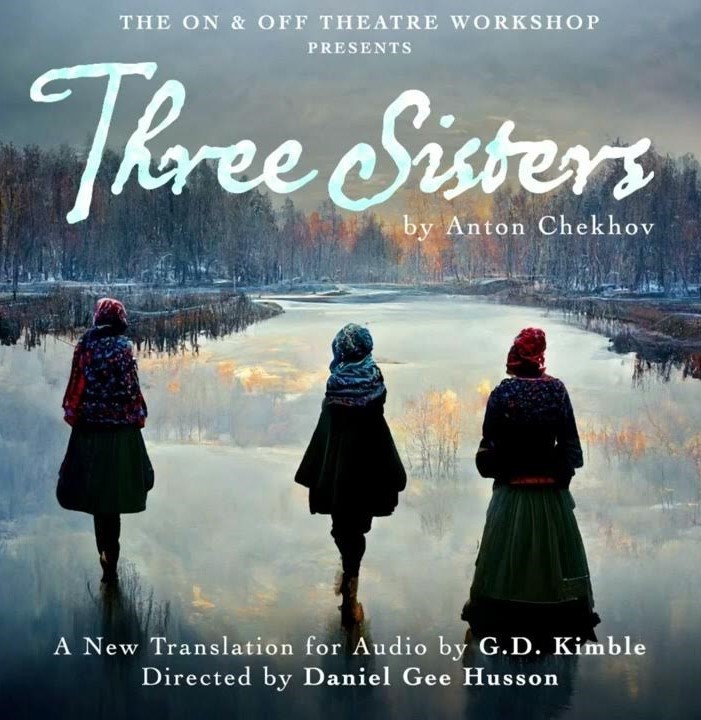 THE ON & OFF THEATRE WORKSHOP
PRESENTS
Three Sisters
by Anton Chekhov
A New Translation for Audio by G.D. Kimble
Directed by Daniel Gee Husson